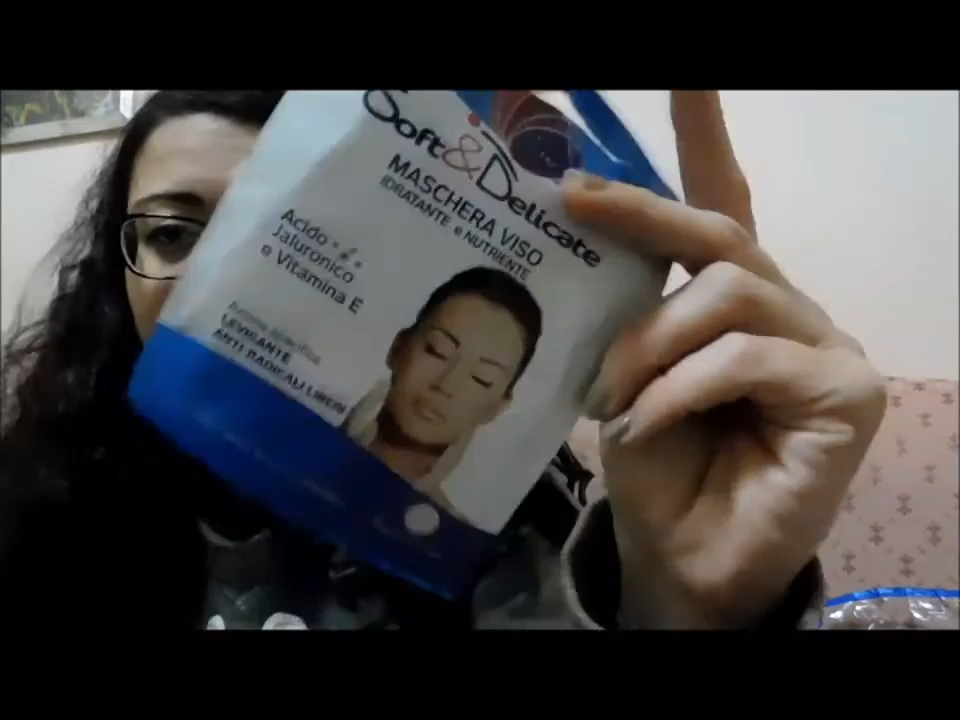 Soft & Delicate
MASCHERA VISO
IDRATANTE e NUTRIENTE
Acido
Jaluronico
e Vitamina E
LEVIGANTE
ANTI RADICALI LIBERI